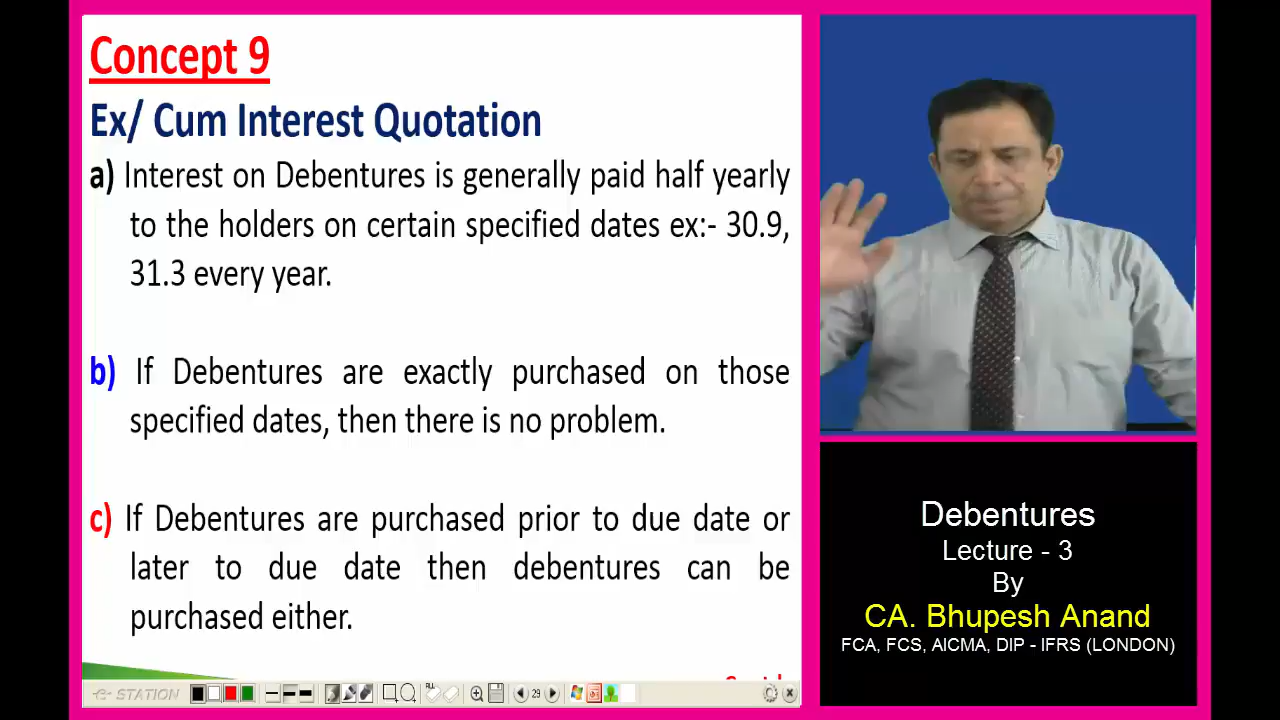 Concept 9
Ex/ Cum Interest Quotation
a) Interest on Debentures is generally paid half yearly
to the holders on certain specified dates ex:- 30.9,
31.3 every year.
b) If Debentures are exactly purchased on those
specified dates, then there is no problem.
c) If Debentures are purchased prior to due date or
later to due date then debentures can be
purchased either.
e-STATION
29
Debentures
Lecture - 3
By
CA. Bhupesh Anand
FCA, FCS, AICMA, DIP - IFRS (LONDON)